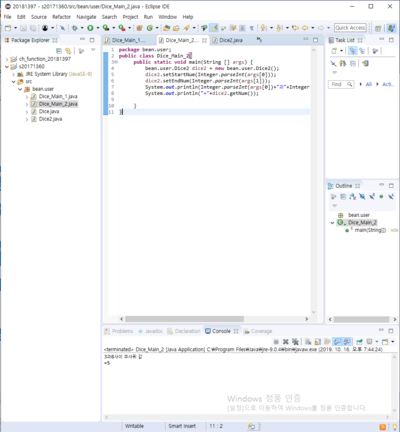 20181397 - s20171360/src/bean/user/Dice_Main_2.java - Eclipse IDE
File Edit Source Refactor Navigate Search Project Run Window Help
Quick Access
Package Explorer
ch_function_20181397
s20171360
JRE System Library [JavaSE-9]
src
bean.user
Dice_Main_1.java
Dice_Main_2.java
Dice.java
Dice2.java
Dice_Main_1...
Dice_Main_2...
Dice2.java
1 package bean.user;
2 public class Dice_Main_2{
3 public static void main(String [] args) {
4 bean.user.Dice2 dice2 = new bean.user.Dice2();
5 dice2.setStartNum(Integer.parseInt(args[0]));
6 dice2.setEndNum(Integer.parseInt(args[1]));
7 System.out.println(Integer.parseInt(args[0])+"과"+Integer
8 System.out.println("="+dice2.getNum());
9
10 }
11 }
Task List
Find
All
Acti...
Outline
bean.user
Dice_Main_2
main(String[]) : voi
Problems Javadoc Declaration Console Coverage
<terminated> Dice_Main_2 [Java Application] C:\Program Files\Java\jre-9.0.4\bin\javaw.exe (2019. 10. 16. 오후 7:44:24)
3과8사이 주사위 값
=5
Windows 정품 인증
[설정]으로 이동하여 Windows를 정품 인증합니다.
Writable
Smart Insert
11 : 2